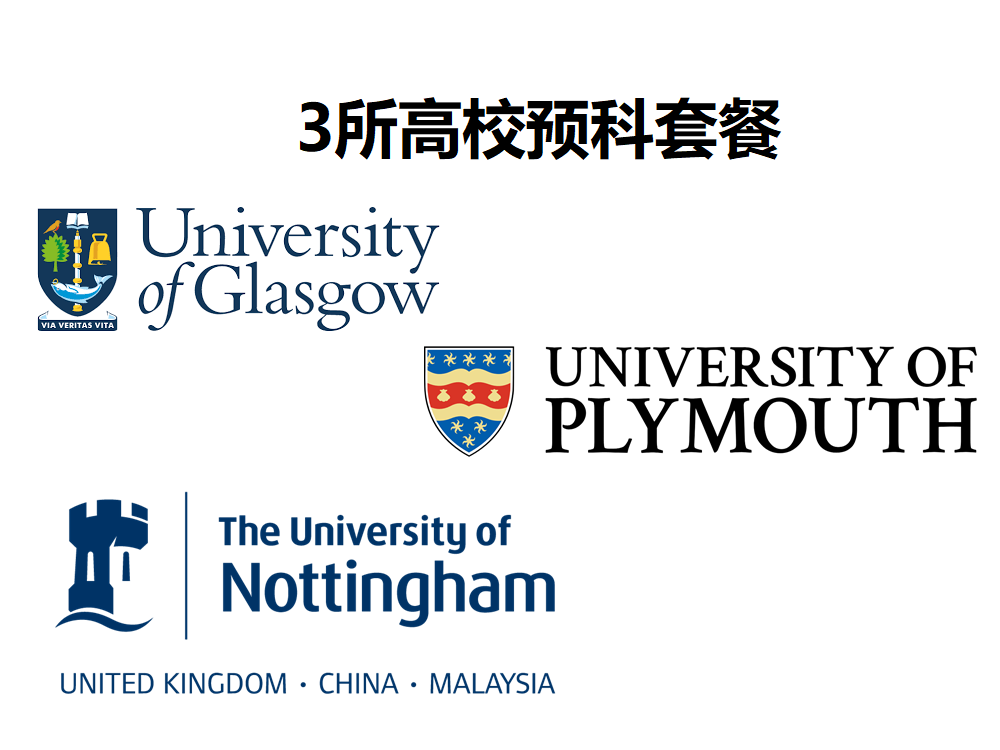 3所高校预科套餐
University
of Glasgow
VIA VERITAS VITA
UNIVERSITY OF
PLYMOUTH
The University of
Nottingham
UNITED KINGDOM · CHINA · MALAYSIA